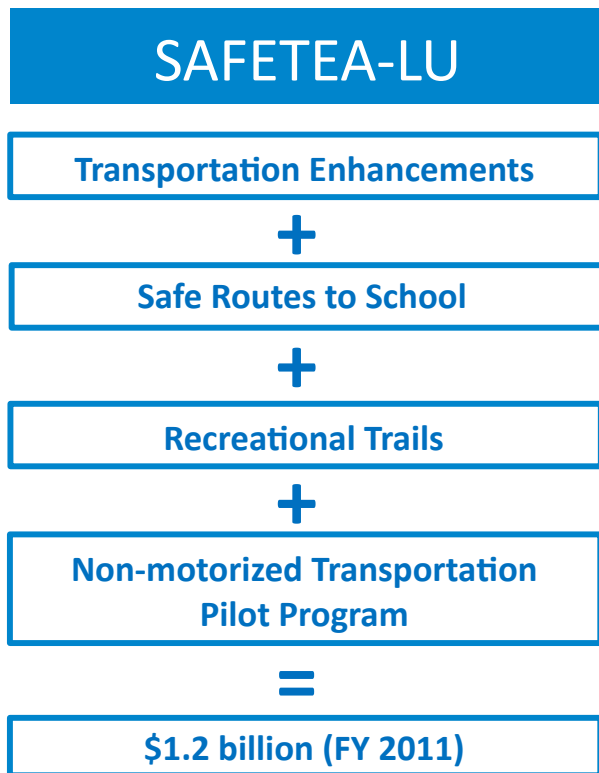 SAFETEA-LU
Transportation Enhancements
+
Safe Routes to School
+
Recreational Trails
+
Non-motorized Transportation
Pilot Program
=
$1.2 billion (FY 2011)